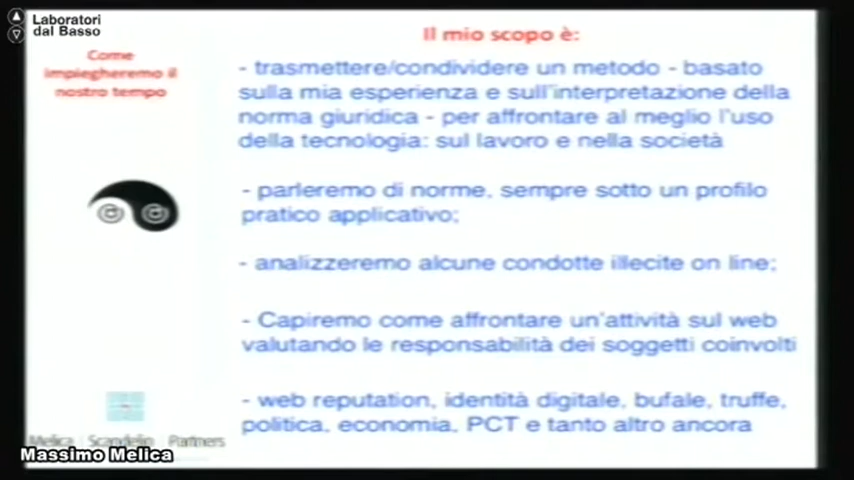 Laboratori
dal Basso
Come
impiegheremo il
nostro tempo
Il mio scopo è:
- trasmettere/condividere un metodo - basato
sulla mia esperienza e sull'interpretazione della
norma giuridica - per affrontare al meglio l'uso
della tecnologia: sul lavoro e nella società
- parleremo di norme, sempre sotto un profilo
pratico applicativo;
- analizzeremo alcune condotte illecite on line;
- Capiremo come affrontare un'attività sul web
valutando le responsabilità dei soggetti coinvolti
- web reputation, identità digitale, bufale, truffe,
politica, economia, PCT e tanto altro ancora
Melica Scandelin Partners
Massimo Melica